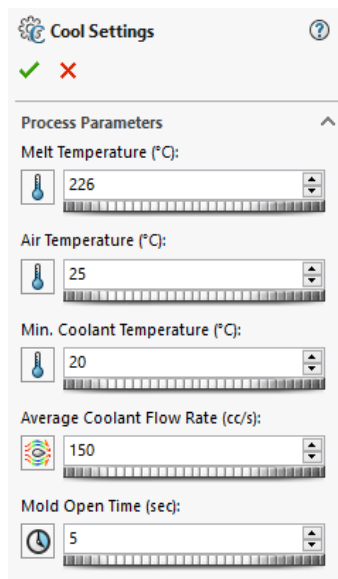 Cool Settings
Process Parameters
Melt Temperature (°C):
226
Air Temperature (°C):
25
Min. Coolant Temperature (°C):
20
Average Coolant Flow Rate (cc/s):
150
Mold Open Time (sec):
5